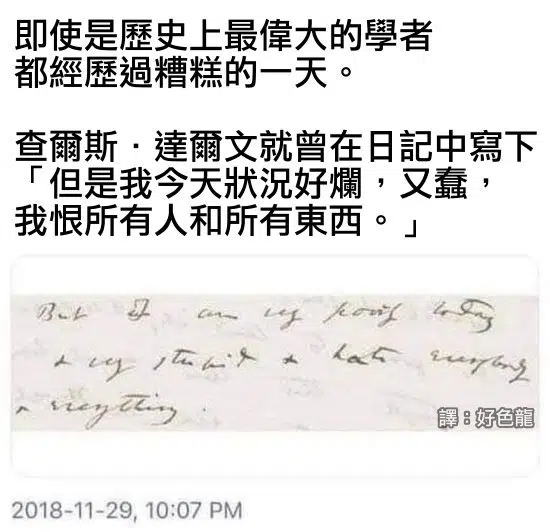 即使是歷史上最偉大的學者
都經歷過糟糕的一天。
查爾斯．達爾文就曾在日記中寫下
「但是我今天狀況好爛，又蠢，
我恨所有人和所有東西。」
But I am vy poorly today
& vy stupid & hate everybody
& everything.
譯：好色龍
2018-11-29, 10:07 PM